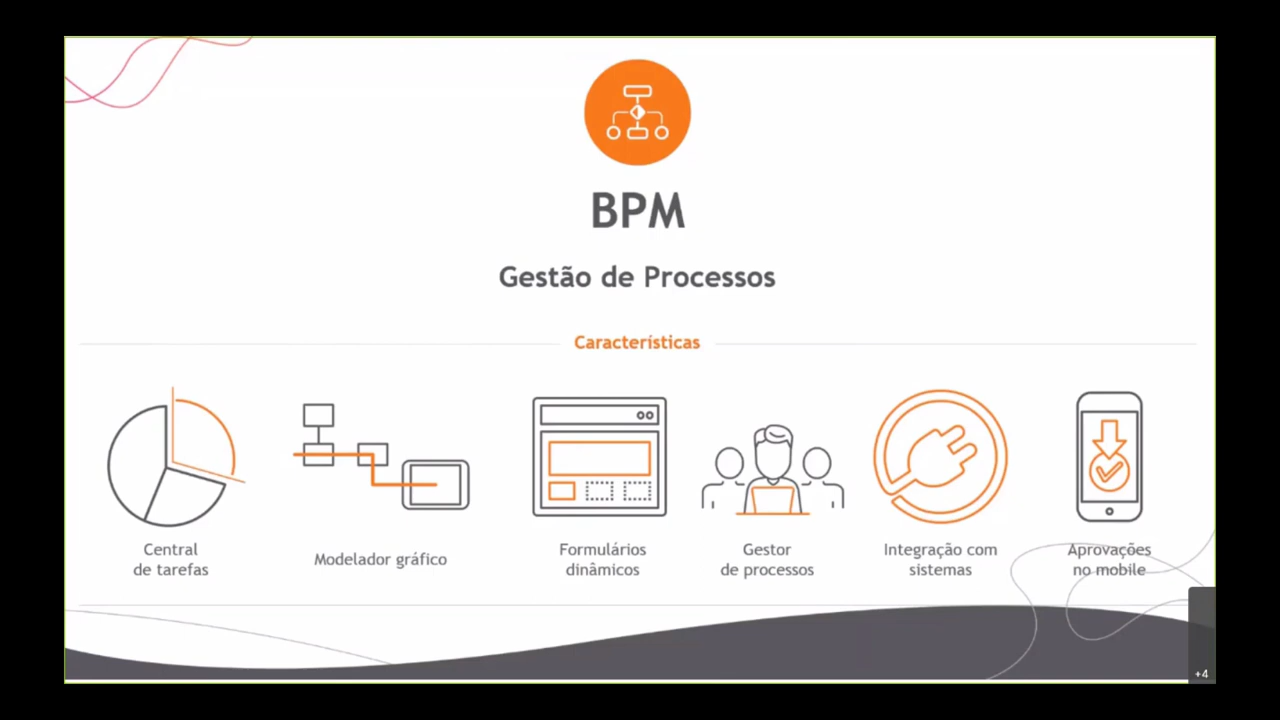 BPM
Gestão de Processos
Características
Central
de tarefas
Modelador gráfico
Formulários
dinâmicos
Gestor
de processos
Integração com
sistemas
Aprovações
no mobile
+4